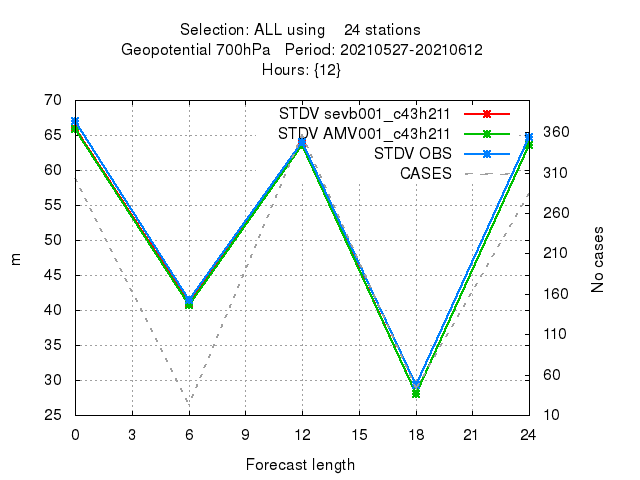 Selection: ALL using    24 stations
Geopotential 700hPa   Period: 20210527-20210612
Hours: {12}
STDV sevb001_c43h211
STDV AMV001_c43h211
STDV OBS
CASES
70
65
60
55
50
45
40
35
30
25
m
360
310
260
210
160
110
60
10
No cases
0 3 6 9 12 15 18 21 24
Forecast length